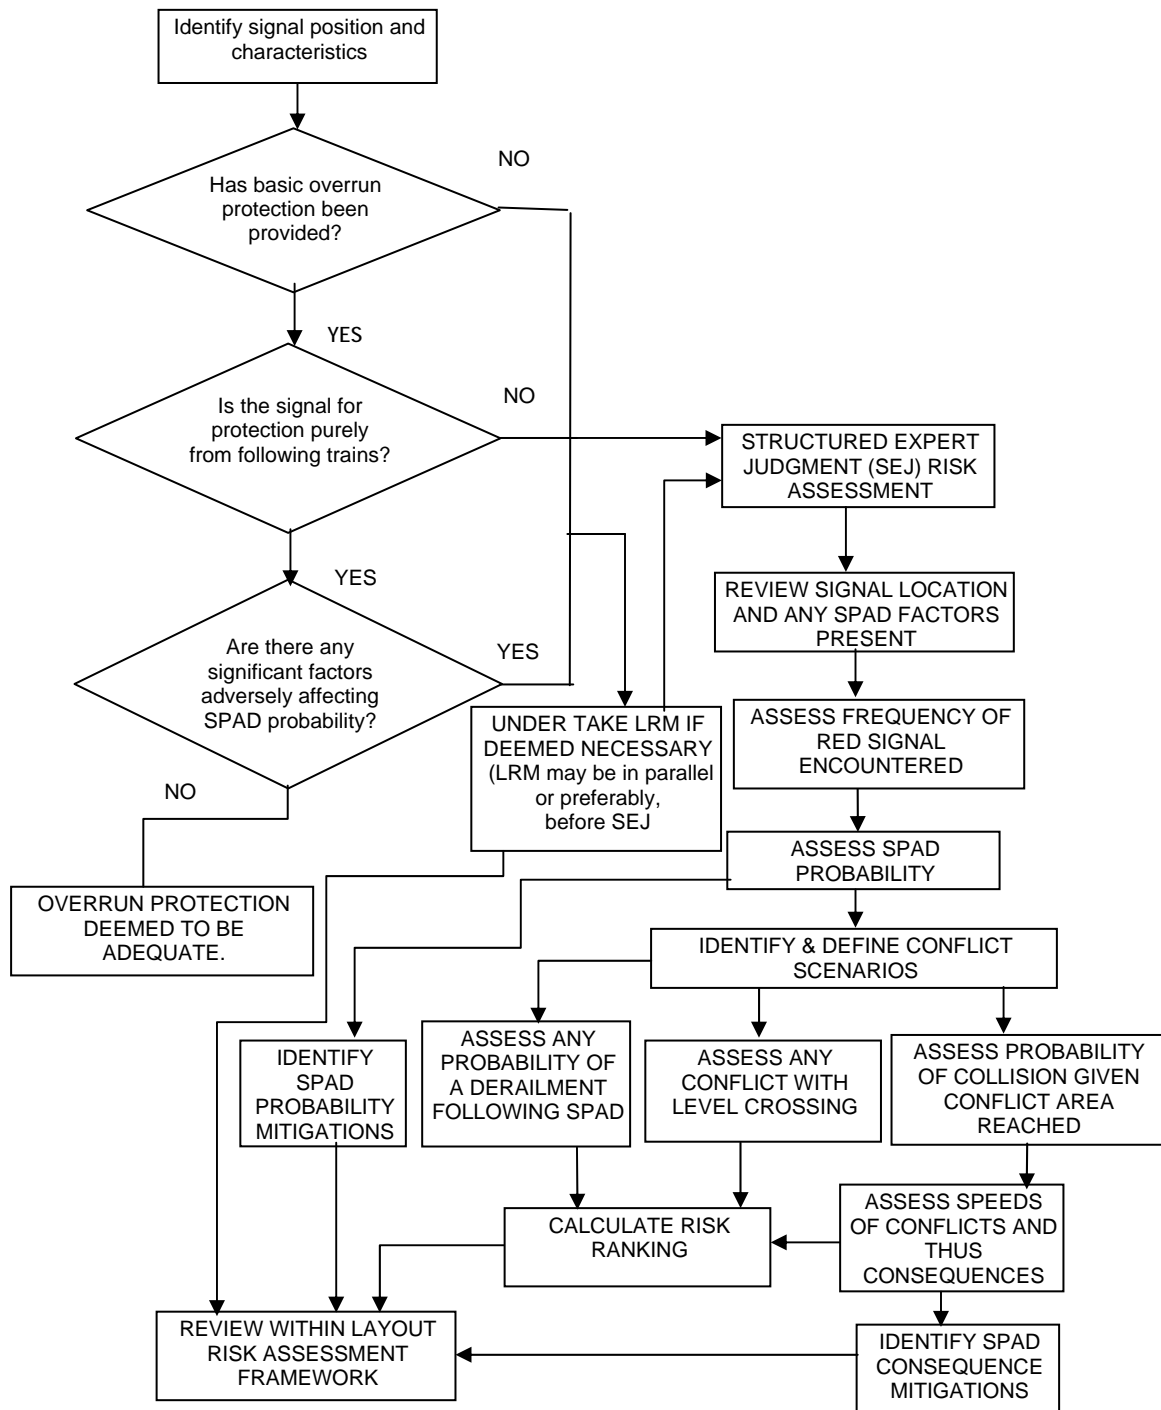 Identify signal position and
characteristics
NO
Has basic overrun
protection been
provided?
YES
Is the signal for
protection purely
from following trains?
NO
STRUCTURED EXPERT
JUDGMENT (SEJ) RISK
ASSESSMENT
YES
REVIEW SIGNAL LOCATION
AND ANY SPAD FACTORS
PRESENT
Are there any
significant factors
adversely affecting
SPAD probability?
YES
UNDER TAKE LRM IF
DEEMED NECESSARY
(LRM may be in parallel
or preferably,
before SEJ
ASSESS FREQUENCY OF
RED SIGNAL
ENCOUNTERED
NO
ASSESS SPAD
PROBABILITY
OVERRUN PROTECTION
DEEMED TO BE
ADEQUATE.
IDENTIFY & DEFINE CONFLICT
SCENARIOS
IDENTIFY
SPAD
PROBABILITY
MITIGATIONS
ASSESS ANY
PROBABILITY OF
A DERAILMENT
FOLLOWING SPAD
ASSESS ANY
CONFLICT WITH
LEVEL CROSSING
ASSESS PROBABILITY
OF COLLISION GIVEN
CONFLICT AREA
REACHED
CALCULATE RISK
RANKING
ASSESS SPEEDS
OF CONFLICTS AND
THUS
CONSEQUENCES
REVIEW WITHIN LAYOUT
RISK ASSESSMENT
FRAMEWORK
IDENTIFY SPAD
CONSEQUENCE
MITIGATIONS